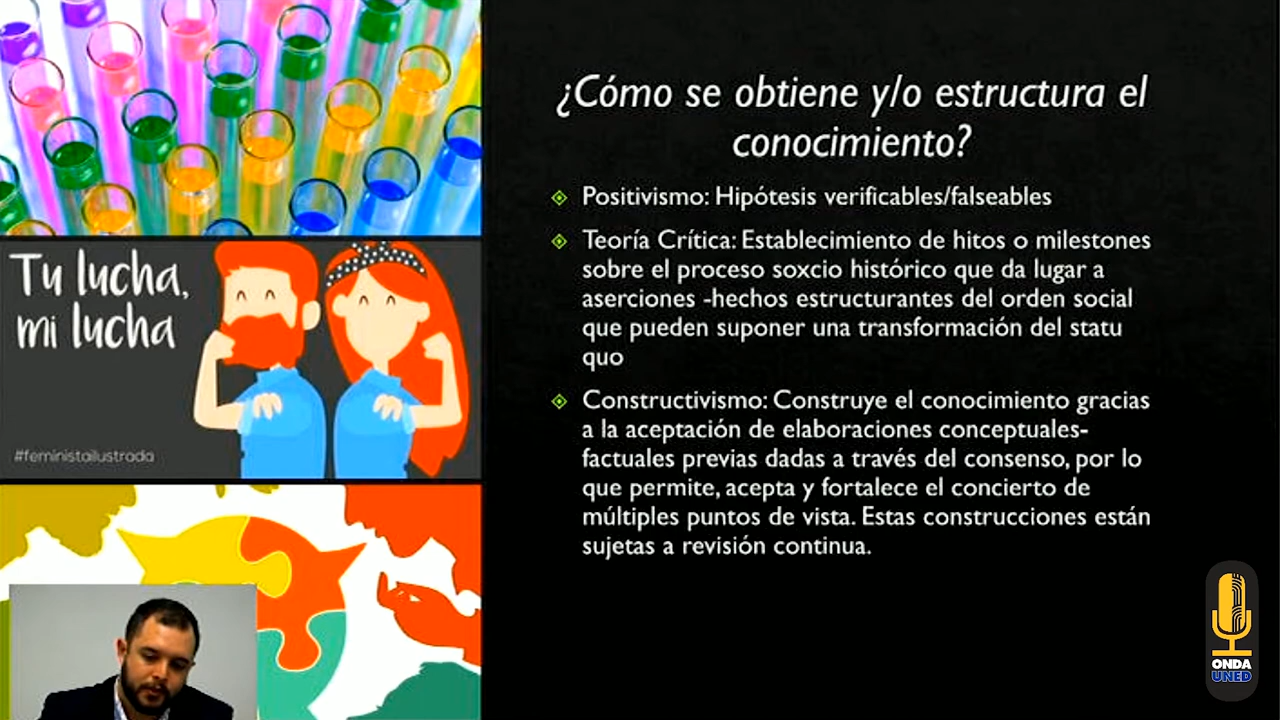 ¿Cómo se obtiene y/o estructura el
conocimiento?
Positivismo: Hipótesis verificables/falseables
Teoría Crítica: Establecimiento de hitos o milestones
sobre el proceso soxcio histórico que da lugar a
aserciones -hechos estructurantes del orden social
que pueden suponer una transformación del statu
quo
Constructivismo: Construye el conocimiento gracias
a la aceptación de elaboraciones conceptuales-
factuales previas dadas a través del consenso, por lo
que permite, acepta y fortalece el concierto de
múltiples puntos de vista. Estas construcciones están
sujetas a revisión continua.
Tu lucha,
mi lucha
#feministailustrada
ONDA
UNED